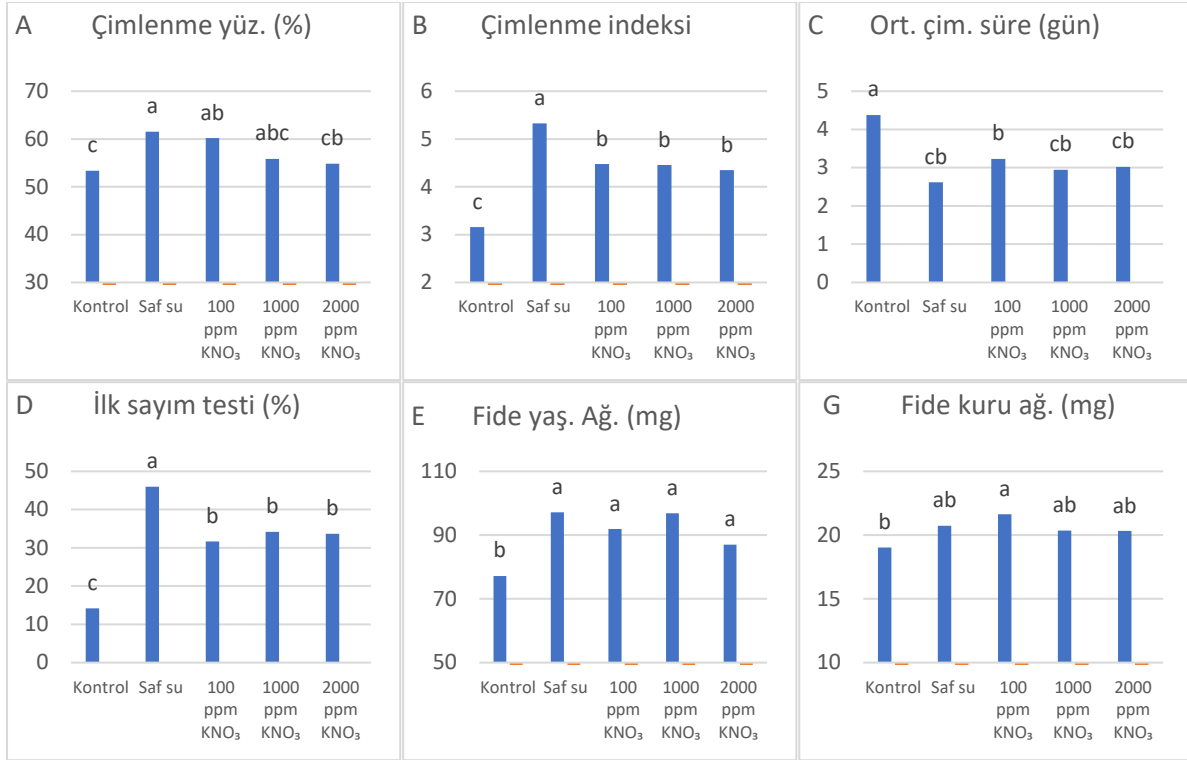 A Çimlenme yüz. (%)
70
60
50
40
30
c
a
ab
abc
cb
Kontrol Saf su 100 1000 2000
ppm ppm ppm
KNO₃ KNO₃ KNO₃
B Çimlenme indeksi
6
5
4
3
2
c
a
b
b
b
Kontrol Saf su 100 1000 2000
ppm ppm ppm
KNO₃ KNO₃ KNO₃
C Ort. çim. süre (gün)
5
4
3
2
1
0
a
cb
b
cb
cb
Kontrol Saf su 100 1000 2000
ppm ppm ppm
KNO₃ KNO₃ KNO₃
D İlk sayım testi (%)
50
40
30
20
10
0
c
a
b
b
b
Kontrol Saf su 100 1000 2000
ppm ppm ppm
KNO₃ KNO₃ KNO₃
E Fide yaş. Ağ. (mg)
110
90
70
50
b
a
a
a
a
Kontrol Saf su 100 1000 2000
ppm ppm ppm
KNO₃ KNO₃ KNO₃
G Fide kuru ağ. (mg)
25
20
15
10
b
ab
a
ab
ab
Kontrol Saf su 100 1000 2000
ppm ppm ppm
KNO₃ KNO₃ KNO₃